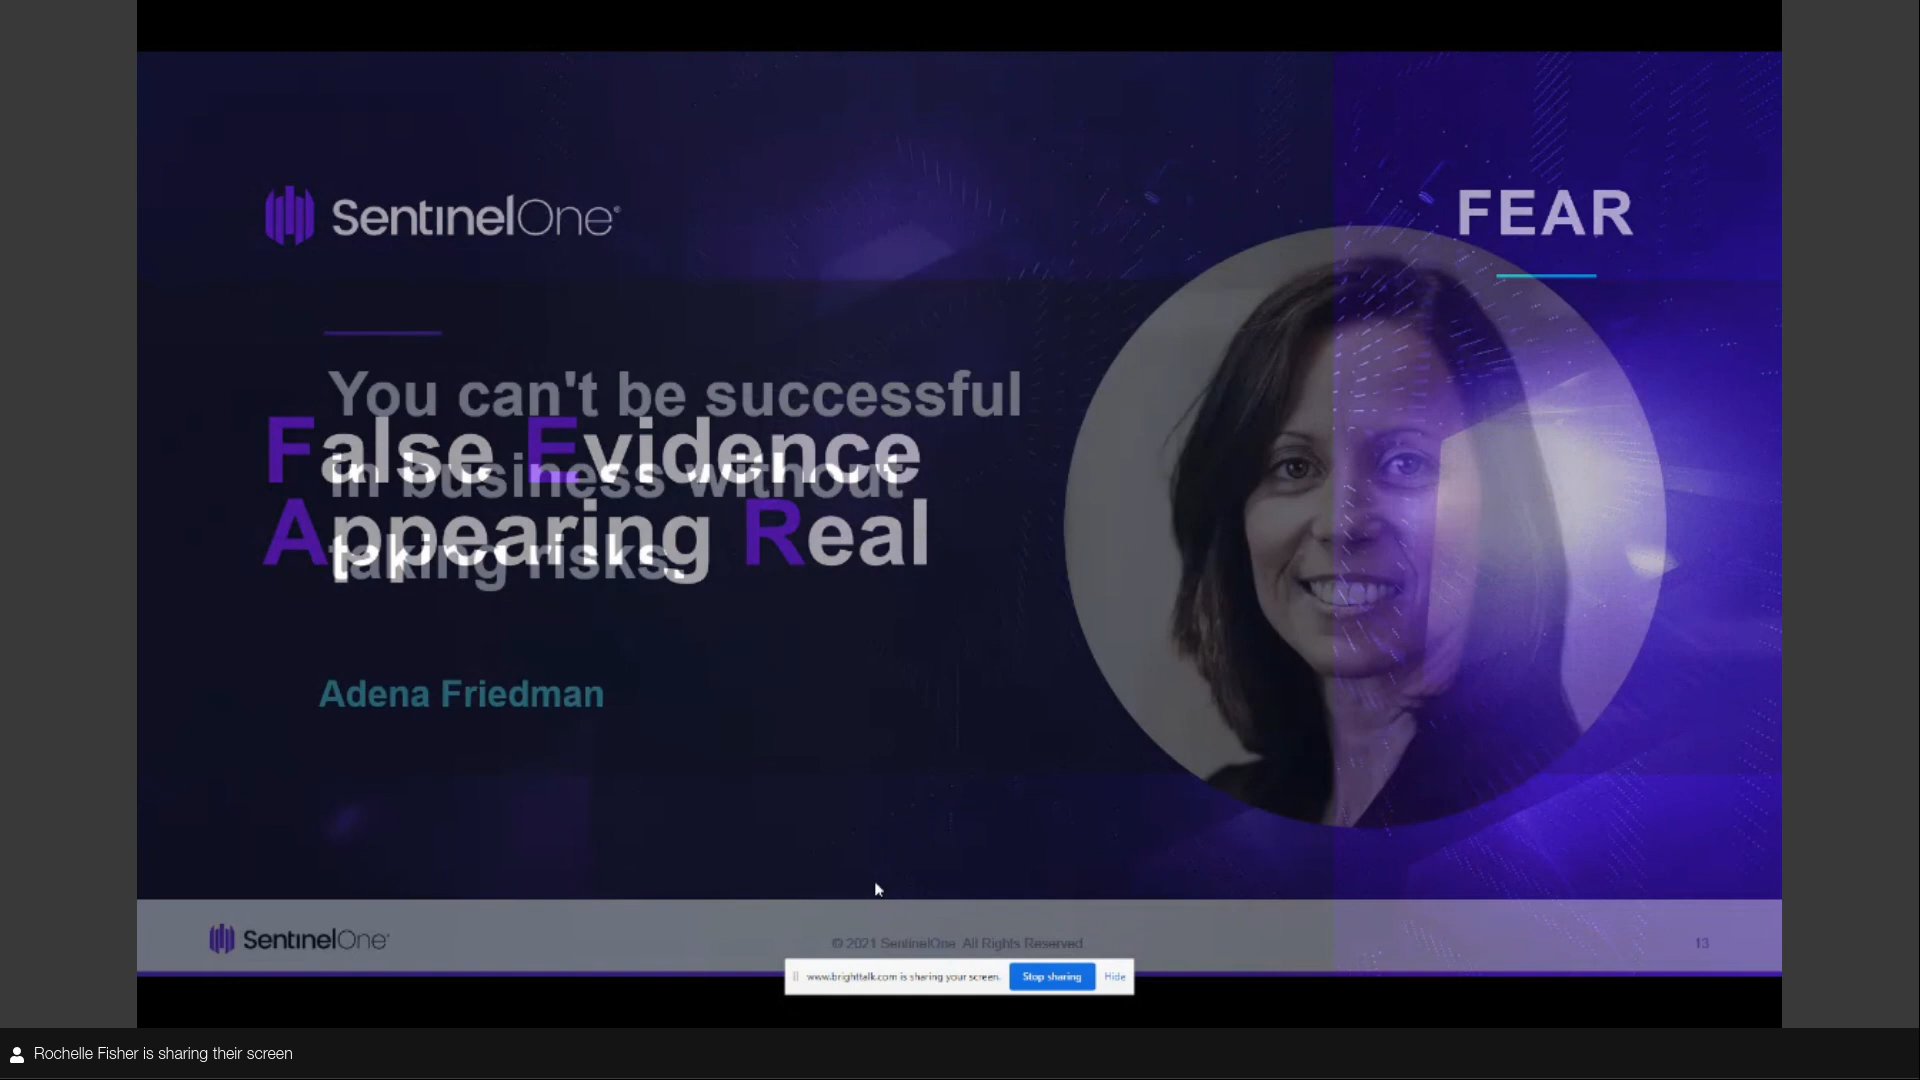 SentinelOne
FEAR
You can't be successful
in business without
taking risks.
False Evidence
Appearing Real
Adena Friedman
SentinelOne
© 2021 SentinelOne All Rights Reserved
13
www.brighttalk.com is sharing your screen.
Stop sharing
Hide
Rochelle Fisher is sharing their screen